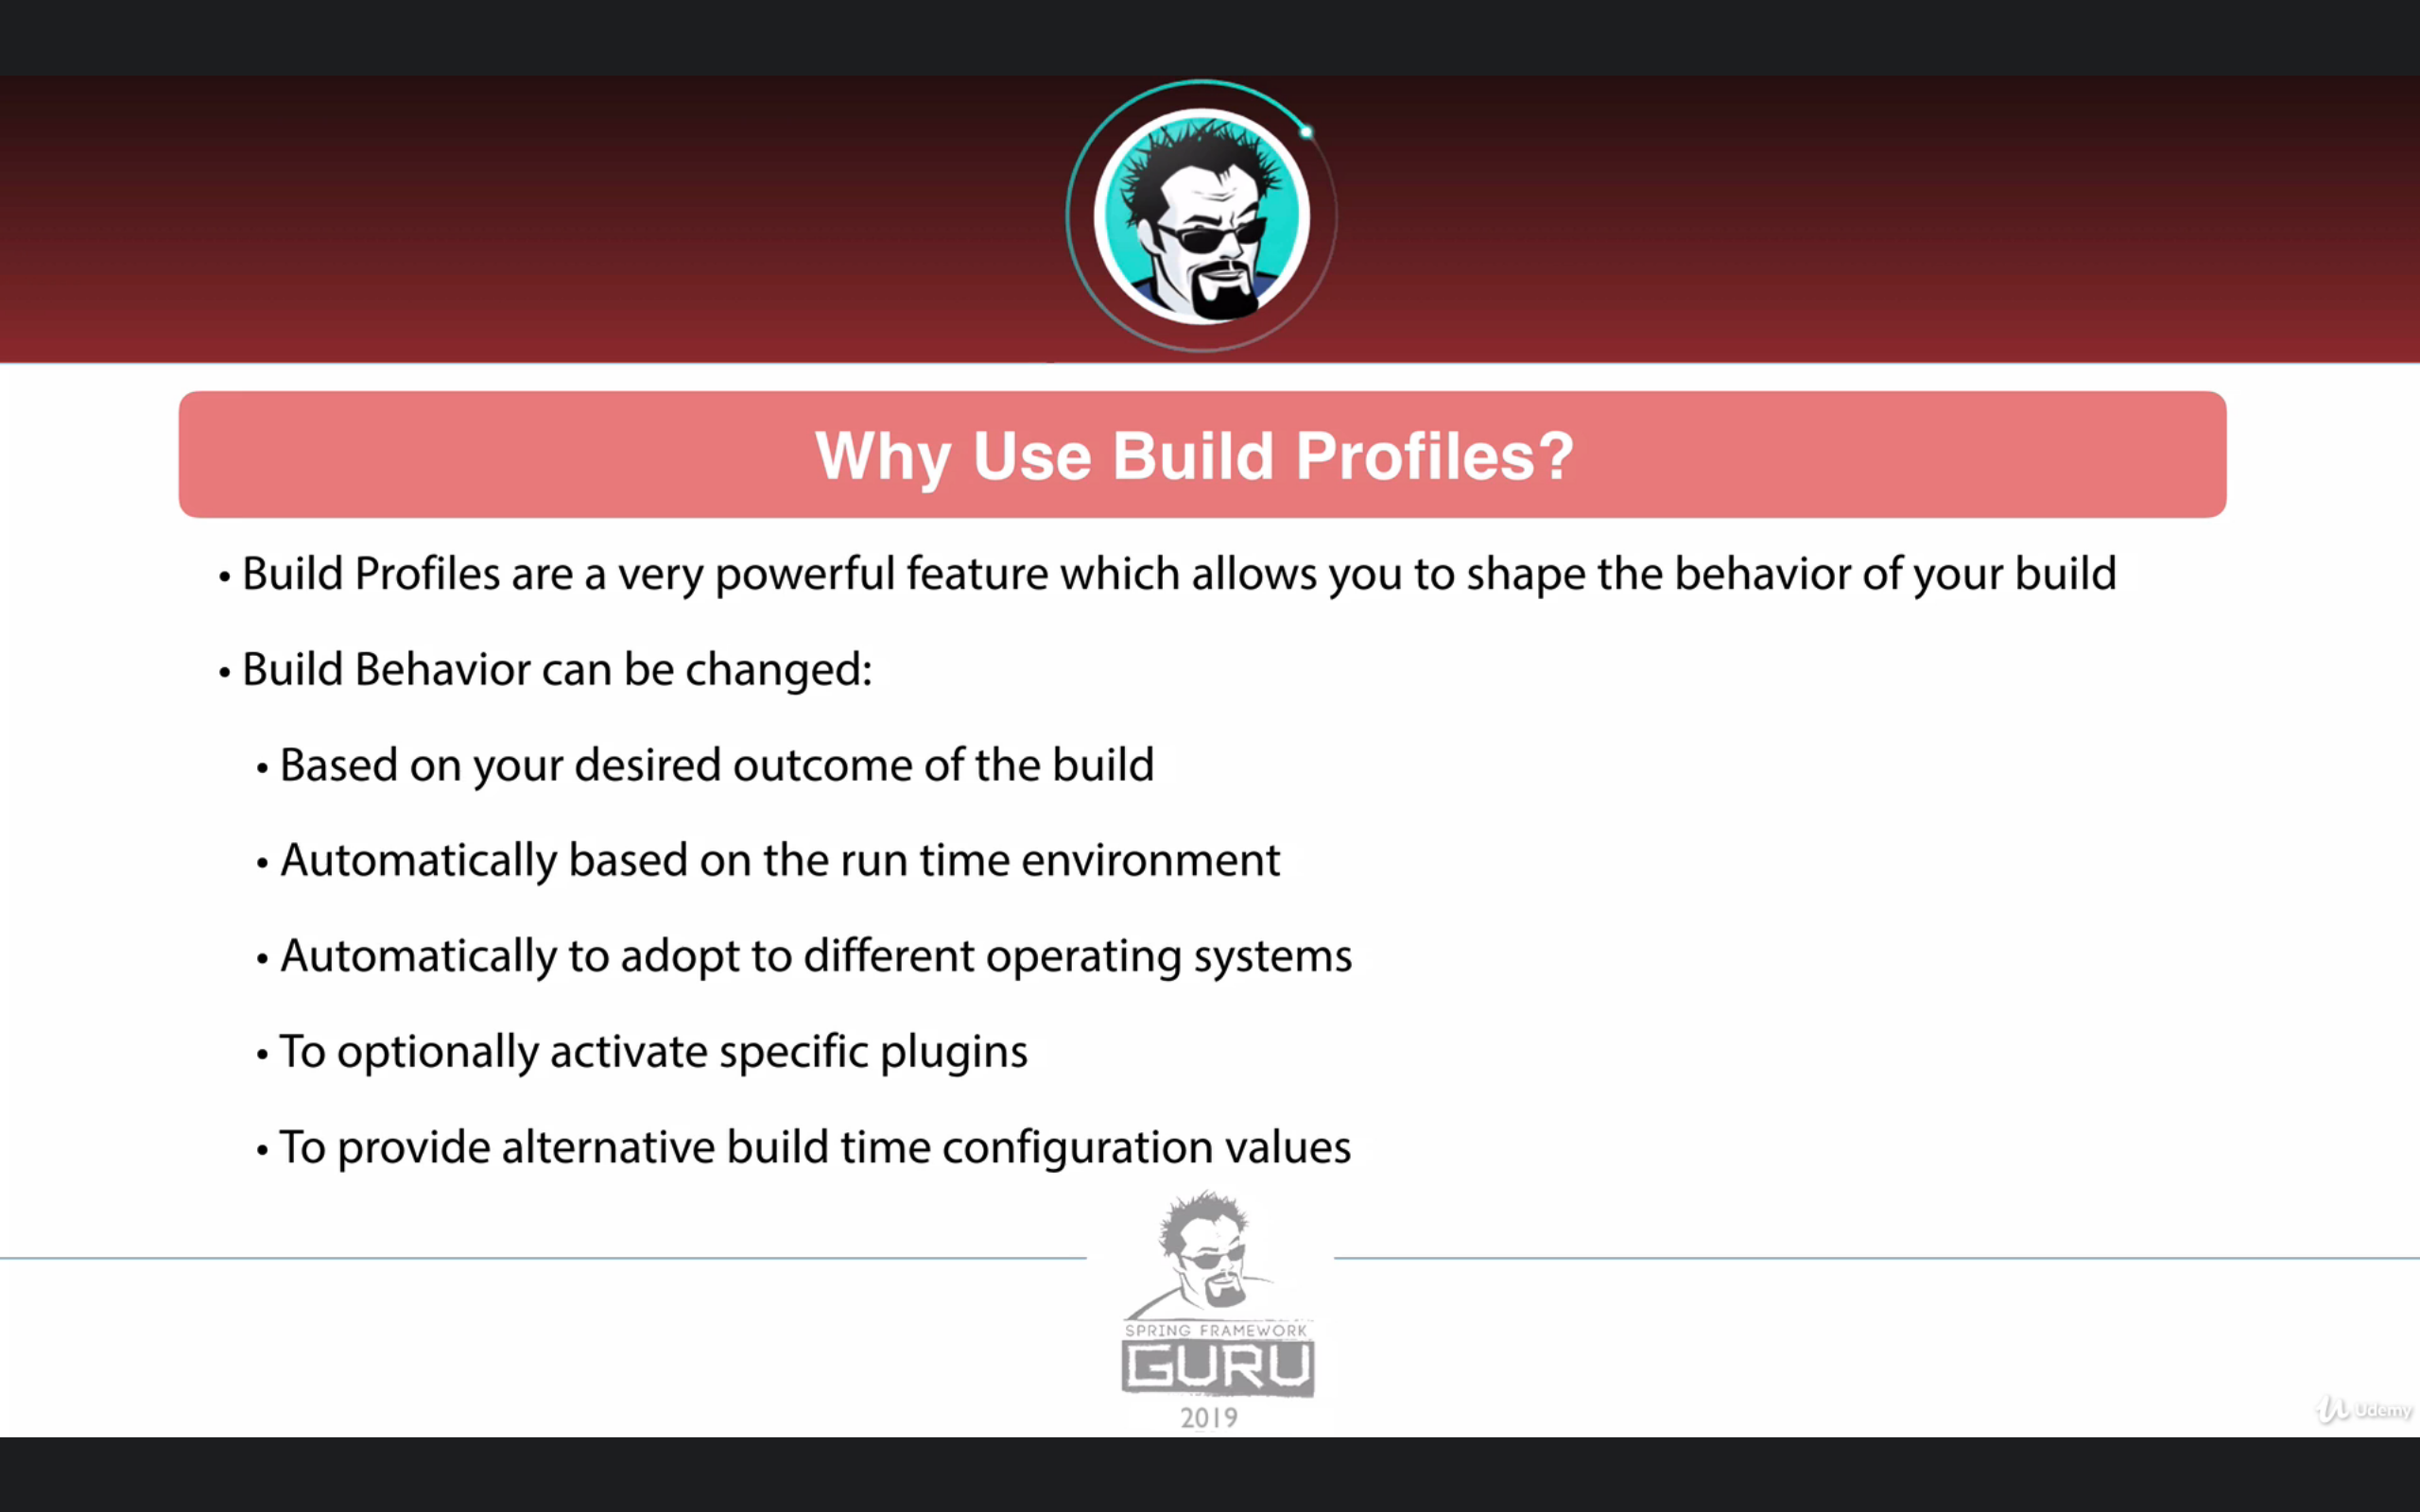 Why Use Build Profiles?
• Build Profiles are a very powerful feature which allows you to shape the behavior of your build
• Build Behavior can be changed:
• Based on your desired outcome of the build
• Automatically based on the run time environment
• Automatically to adopt to different operating systems
• To optionally activate specific plugins
• To provide alternative build time configuration values
SPRING FRAMEWORK
GURU
2019
Udemy